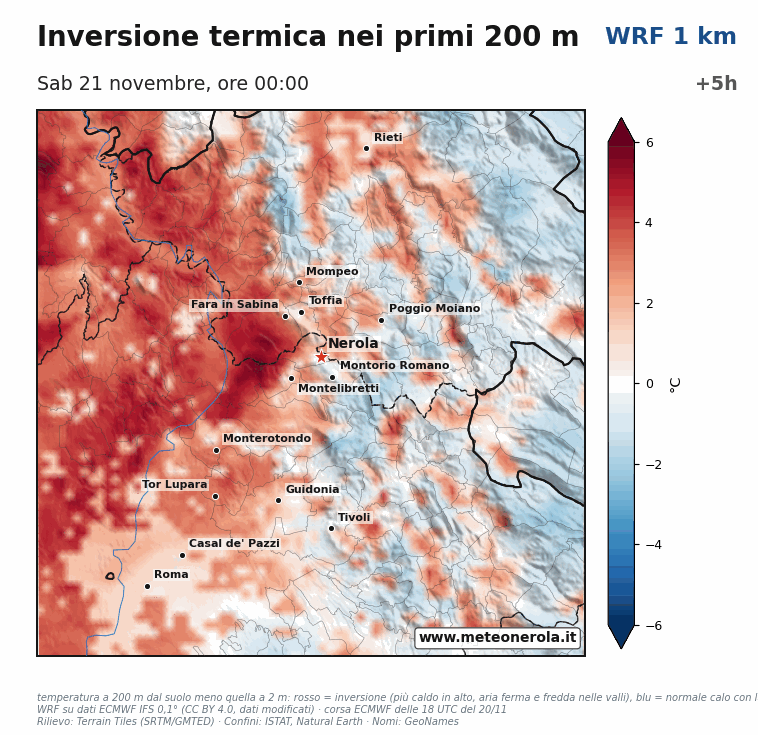 Inversione termica nei primi 200 m WRF 1 km
Sab 21 novembre, ore 00:00 +5h
Rieti
Mompeo
Fara in Sabina
Toffia
Poggio Moiano
Nerola
Montorio Romano
Montelibretti
Monterotondo
Tor Lupara
Guidonia
Tivoli
Casal de' Pazzi
Roma
www.meteonerola.it
6
4
2
0
−2
−4
−6
°C
temperatura a 200 m dal suolo meno quella a 2 m: rosso = inversione (più caldo in alto, aria ferma e fredda nelle valli), blu = normale calo con l
WRF su dati ECMWF IFS 0,1° (CC BY 4.0, dati modificati) · corsa ECMWF delle 18 UTC del 20/11
Rilievo: Terrain Tiles (SRTM/GMTED) · Confini: ISTAT, Natural Earth · Nomi: GeoNames